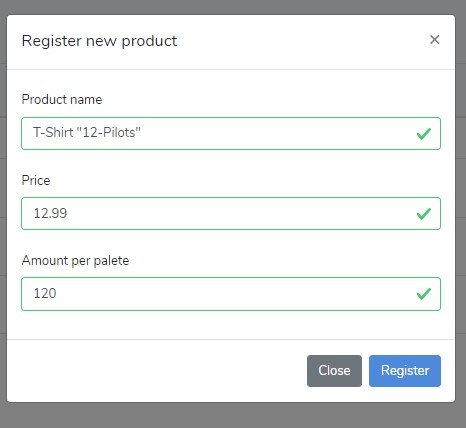 Register new product
×
Product name
T-Shirt "12-Pilots"
Price
12.99
Amount per palete
120
Close Register